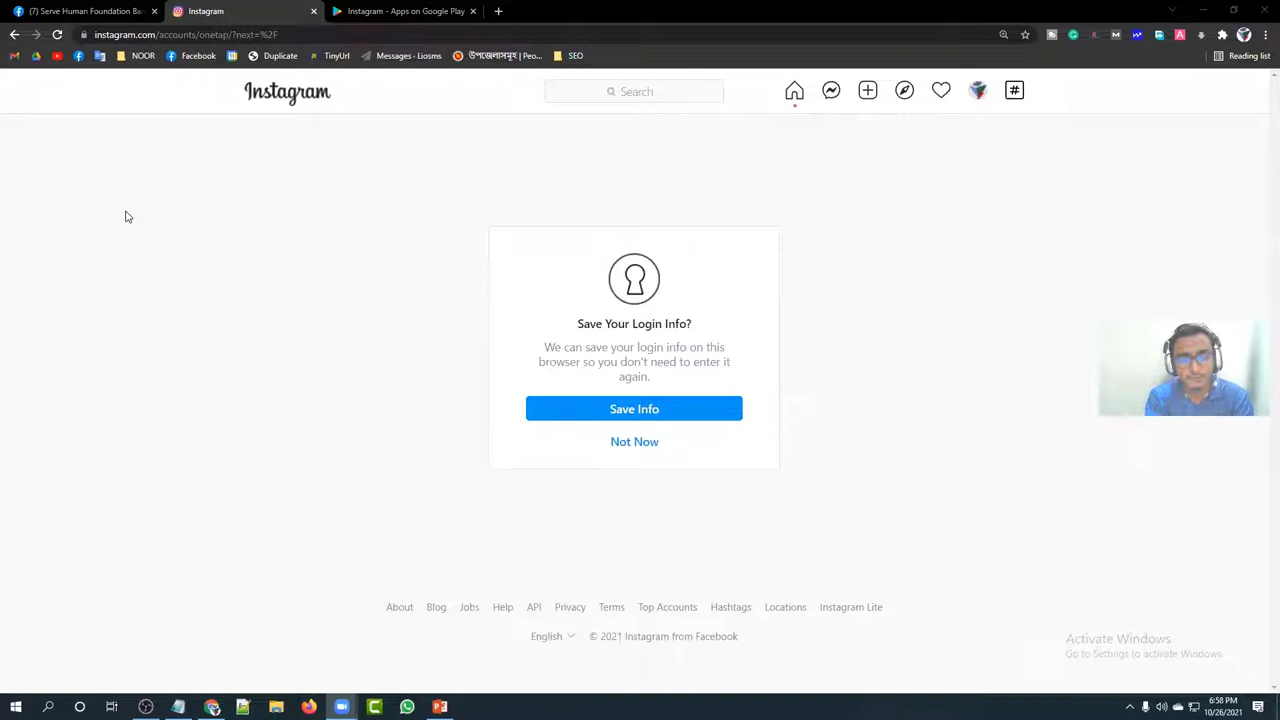 (7) Serve Human Foundation Ba
Instagram
Instagram - Apps on Google Play
instagram.com/accounts/onetap/?next=%2F
NOOR
Facebook
Duplicate
TinyUrl
Messages - Liosms
উপজেলাসমূহ | Peo...
SEO
Reading list
Instagram
Search
Save Your Login Info?
We can save your login info on this
browser so you don't need to enter it
again.
Save Info
Not Now
About
Blog
Jobs
Help
API
Privacy
Terms
Top Accounts
Hashtags
Locations
Instagram Lite
English
© 2021 Instagram from Facebook
Activate Windows
Go to Settings to activate Windows.
6:58 PM
10/26/2021